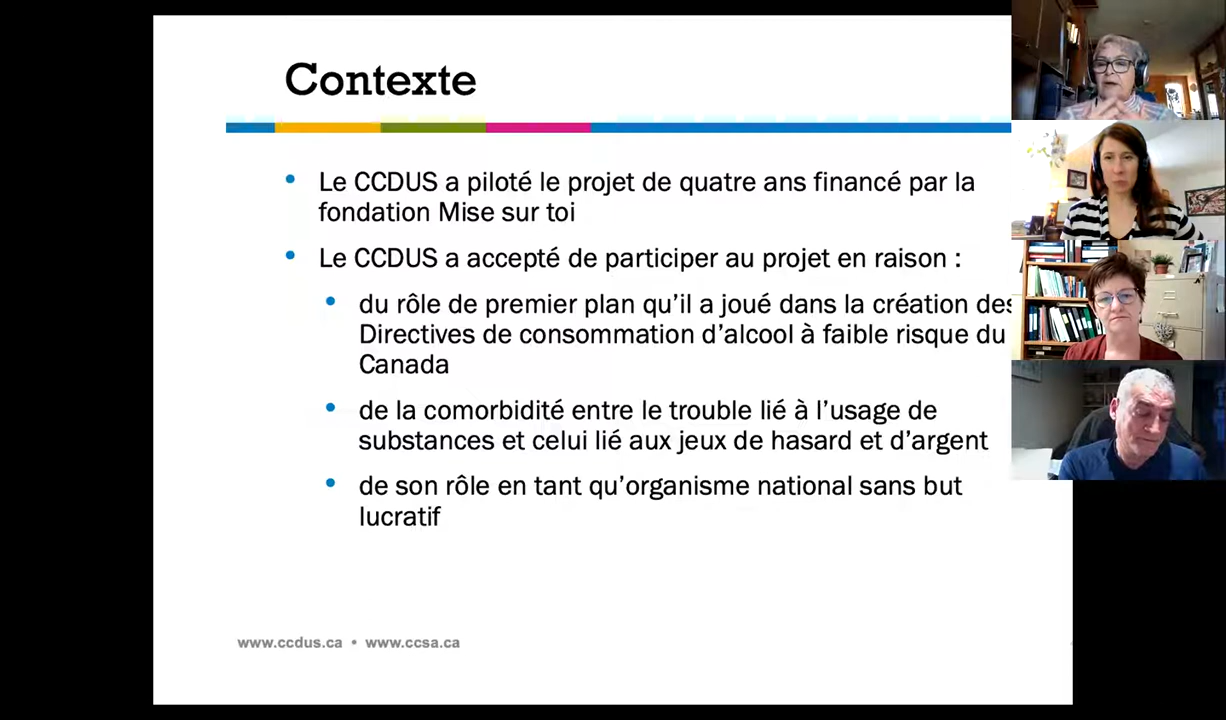 Contexte
Le CCDUS a piloté le projet de quatre ans financé par la
fondation Mise sur toi
Le CCDUS a accepté de participer au projet en raison :
du rôle de premier plan qu’il a joué dans la création des
Directives de consommation d’alcool à faible risque du
Canada
de la comorbidité entre le trouble lié à l’usage de
substances et celui lié aux jeux de hasard et d’argent
de son rôle en tant qu’organisme national sans but
lucratif
www.ccdus.ca • www.ccsa.ca